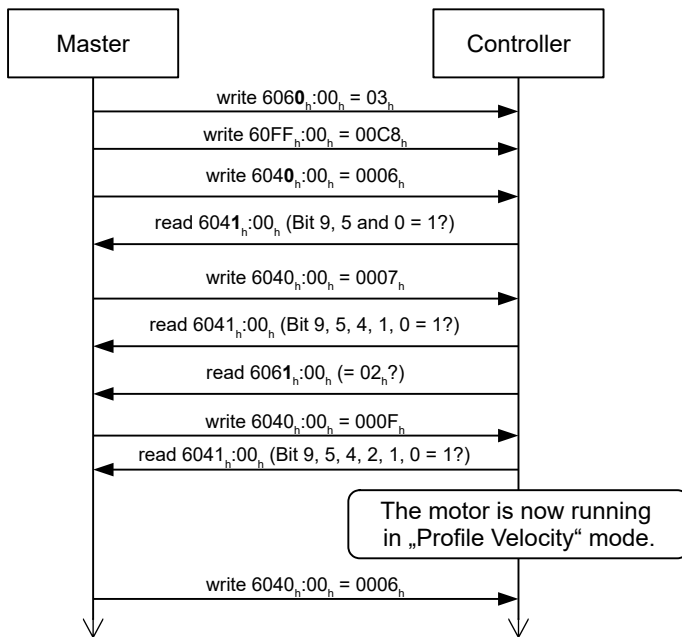 Master
Controller
write 6060ₕ:00ₕ = 03ₕ
write 60FFₕ:00ₕ = 00C8ₕ
write 6040ₕ:00ₕ = 0006ₕ
read 6041ₕ:00ₕ (Bit 9, 5 and 0 = 1?)
write 6040ₕ:00ₕ = 0007ₕ
read 6041ₕ:00ₕ (Bit 9, 5, 4, 1, 0 = 1?)
read 6061ₕ:00ₕ (= 02ₕ?)
write 6040ₕ:00ₕ = 000Fₕ
read 6041ₕ:00ₕ (Bit 9, 5, 4, 2, 1, 0 = 1?)
The motor is now running
in „Profile Velocity“ mode.
write 6040ₕ:00ₕ = 0006ₕ